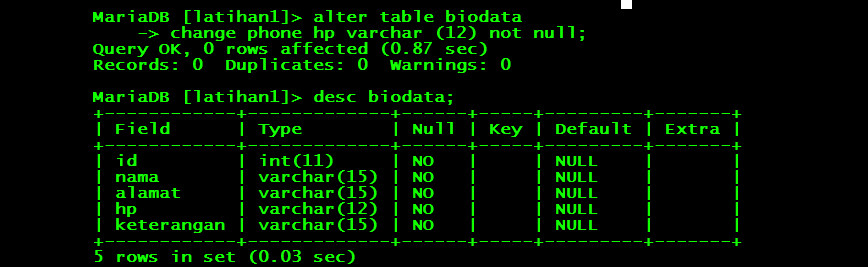 MariaDB [latihan1]> alter table biodata
    -> change phone hp varchar (12) not null;
Query OK, 0 rows affected (0.87 sec)
Records: 0  Duplicates: 0  Warnings: 0

MariaDB [latihan1]> desc biodata;
+------------+-------------+------+-----+---------+-------+
| Field      | Type        | Null | Key | Default | Extra |
+------------+-------------+------+-----+---------+-------+
| id         | int(11)     | NO   |     | NULL    |       |
| nama       | varchar(15) | NO   |     | NULL    |       |
| alamat     | varchar(15) | NO   |     | NULL    |       |
| hp         | varchar(12) | NO   |     | NULL    |       |
| keterangan | varchar(15) | NO   |     | NULL    |       |
+------------+-------------+------+-----+---------+-------+
5 rows in set (0.03 sec)